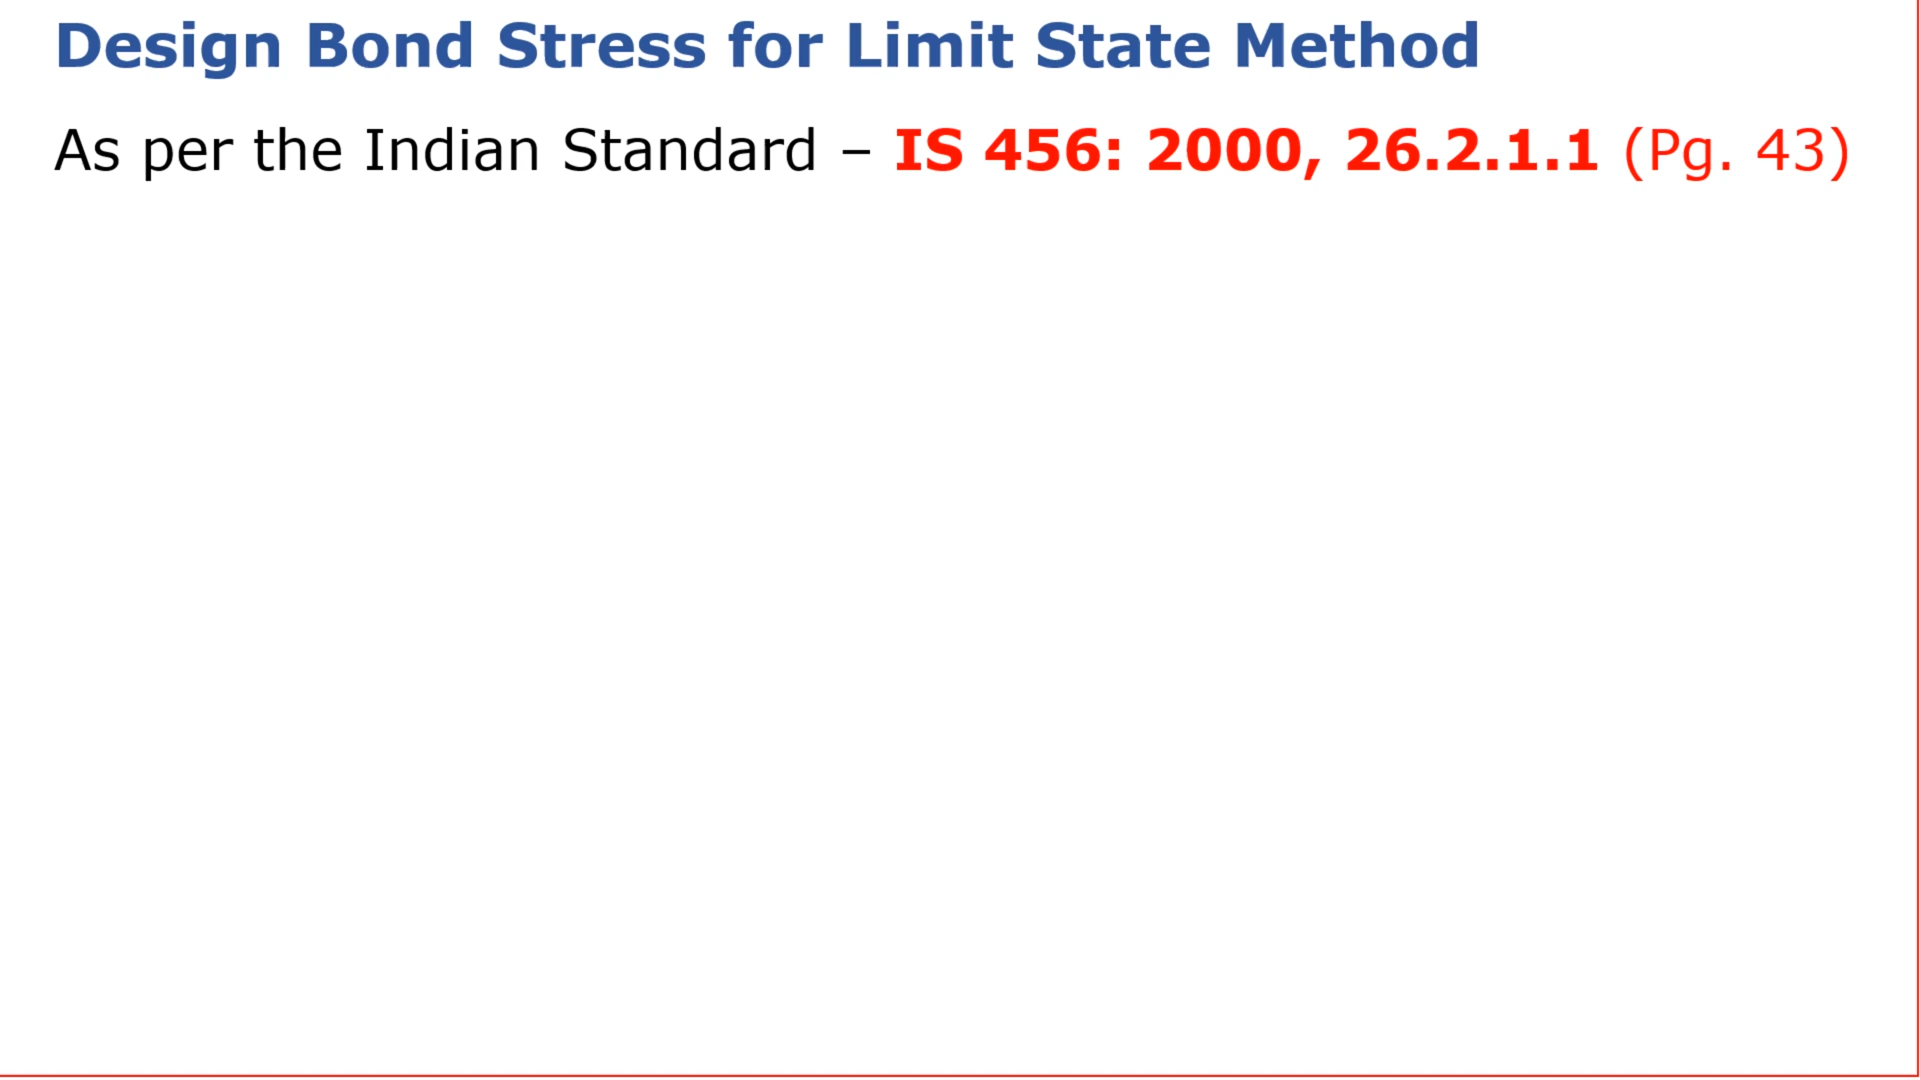 Design Bond Stress for Limit State Method
As per the Indian Standard – IS 456: 2000, 26.2.1.1 (Pg. 43)